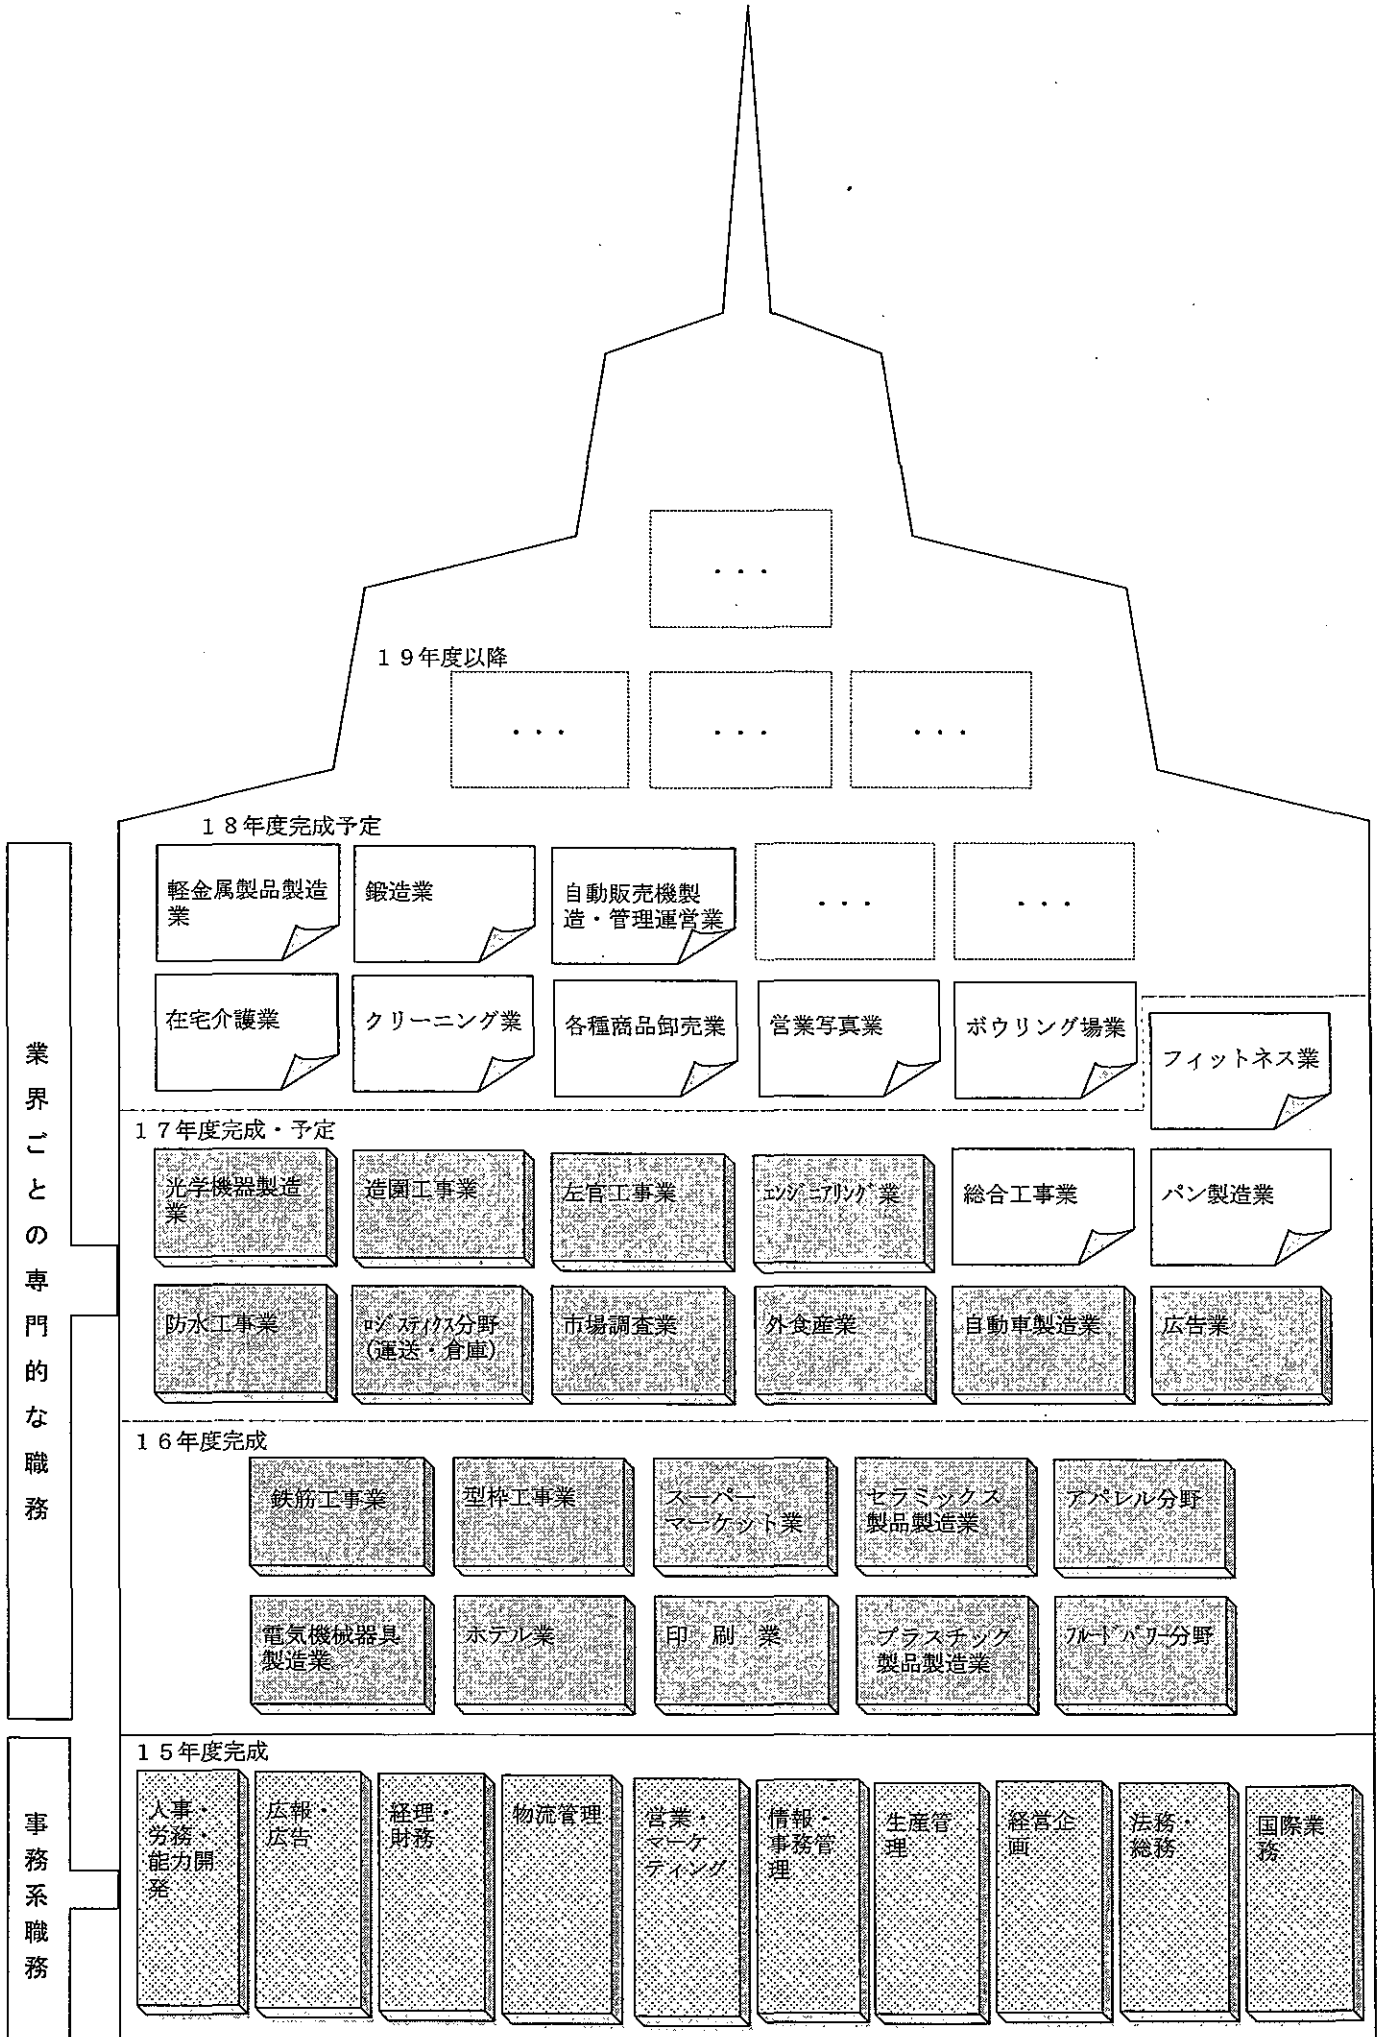 ・・・
１９年度以降
・・・
・・・
・・・
１８年度完成予定
軽金属製品製造
業
鍛造業
自動販売機製
造・管理運営業
・・・
・・・
在宅介護業
クリーニング業
各種商品卸売業
営業写真業
ボウリング場業
フィットネス業
業界ごとの専門的な職務
１７年度完成・予定
光学機器製造
業
造園工事業
左官工事業
ｴﾝｼﾞﾆｱﾘﾝｸﾞ業
総合工事業
パン製造業
防水工事業
ﾛｼﾞｽﾃｨｸｽ分野
(運送・倉庫)
市場調査業
外食産業
自動車製造業
広告業
１６年度完成
鉄筋工事業
型枠工事業
スーパー
マーケット業
セラミックス
製品製造業
アパレル分野
電気機械器具
製造業
ホテル業
印　刷　業
プラスチック
製品製造業
ﾌﾙｰﾄﾞﾊﾟﾜｰ分野
事務系職務
１５年度完成
人事・
労務・
能力開
発
広報・
広告
経理・
財務
物流管理
営業・
マーケ
ティング
情報・
事務管
理
生産管
理
経営企
画
法務・
総務
国際業
務